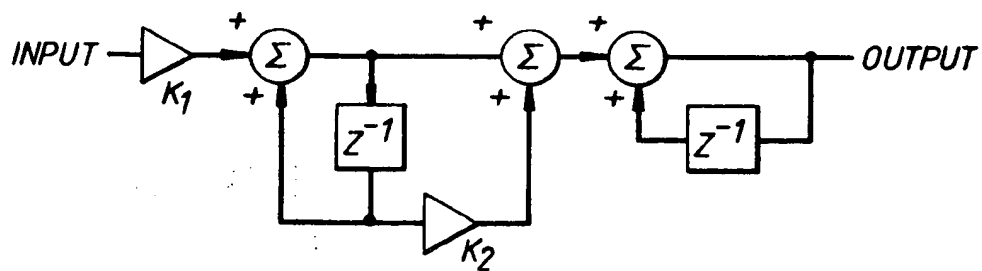 INPUT
K1
+
Σ
+
+
Σ
+
+
Σ
+
OUTPUT
Z⁻¹
Z⁻¹
K2